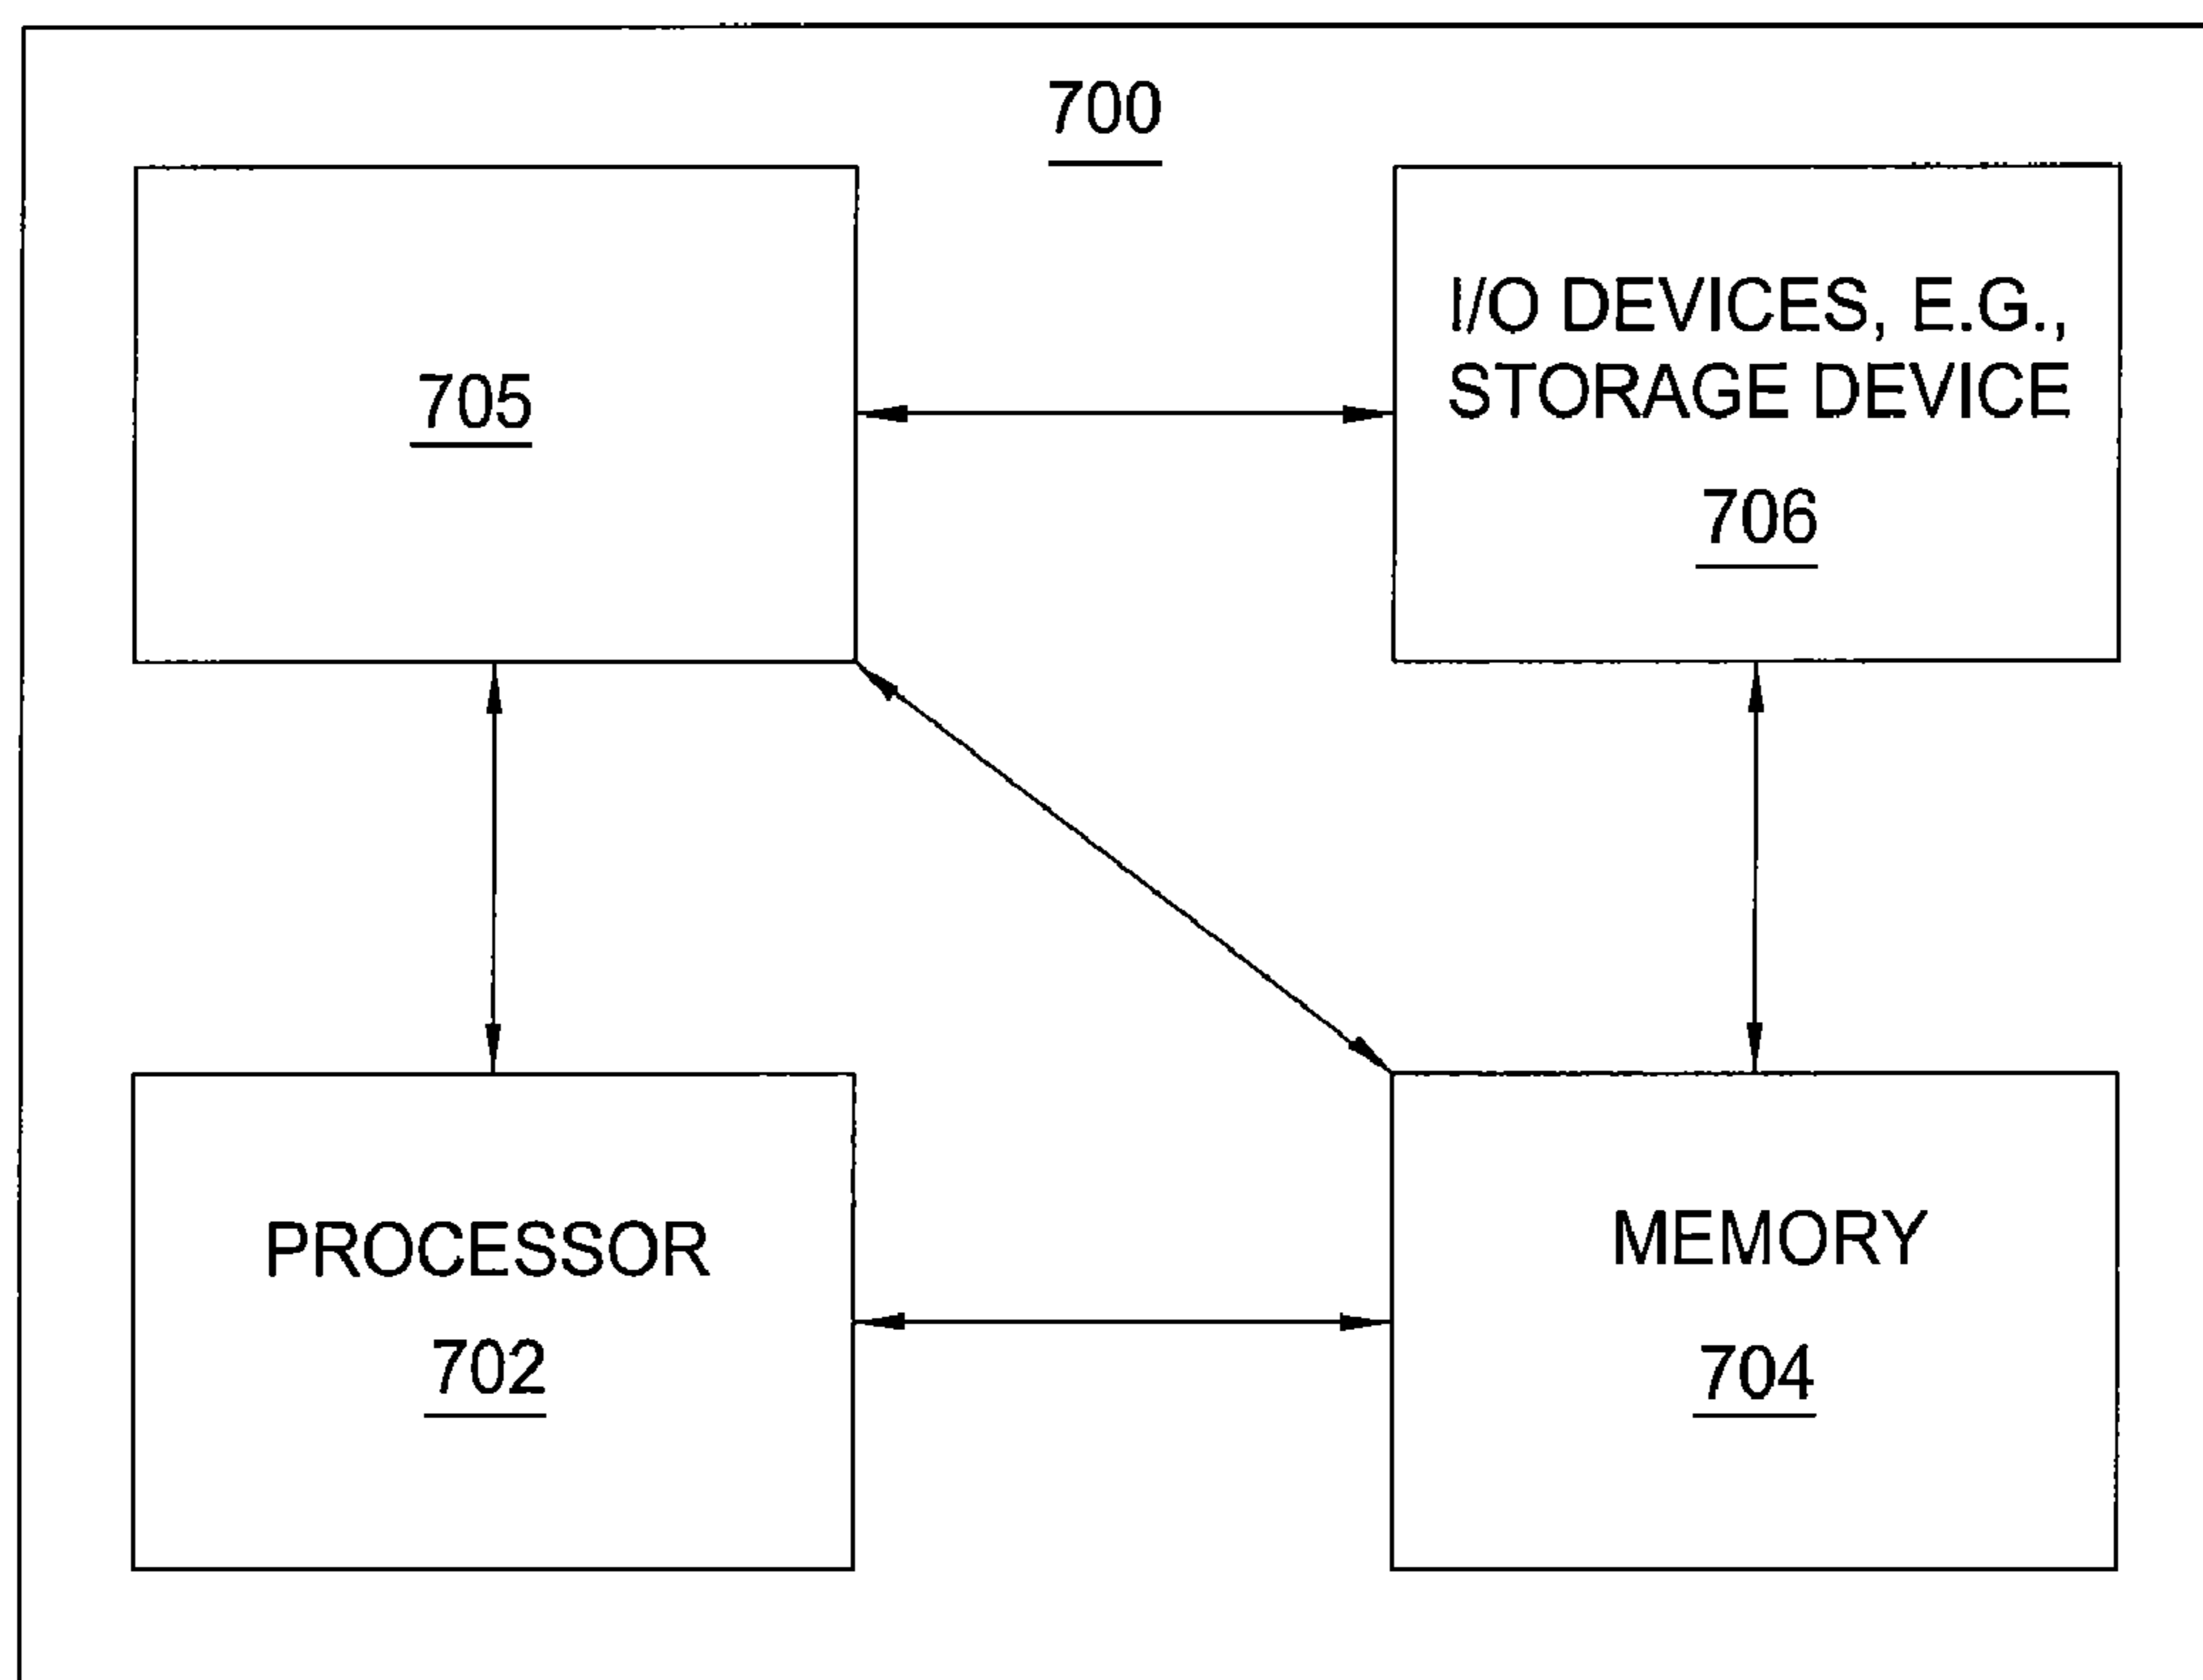 700
705
I/O DEVICES, E.G.,
STORAGE DEVICE
706
PROCESSOR
702
MEMORY
704